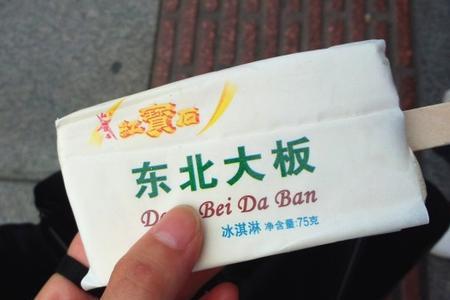 红寶石
东北大板
Do Bei Da Ban
冰淇淋 净含量:75克